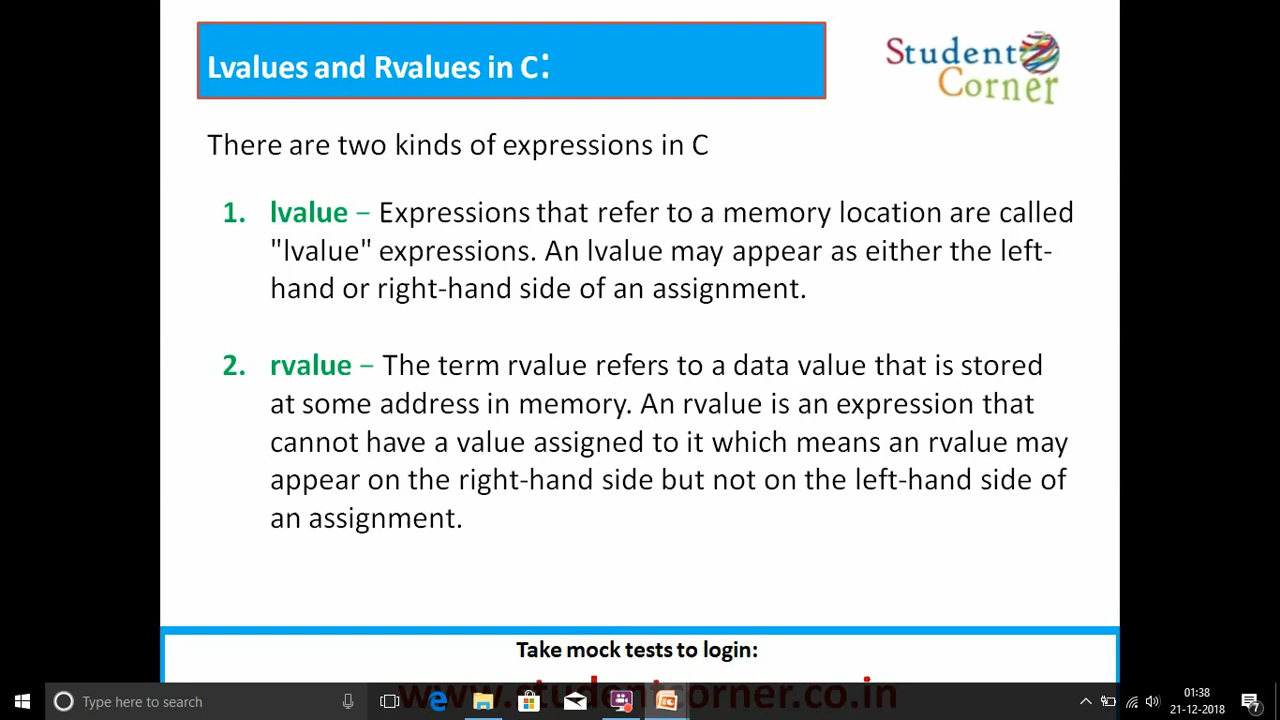 Lvalues and Rvalues in C:
Student
Corner
There are two kinds of expressions in C
1. lvalue – Expressions that refer to a memory location are called
"lvalue" expressions. An lvalue may appear as either the left-
hand or right-hand side of an assignment.
2. rvalue – The term rvalue refers to a data value that is stored
at some address in memory. An rvalue is an expression that
cannot have a value assigned to it which means an rvalue may
appear on the right-hand side but not on the left-hand side of
an assignment.
Take mock tests to login:
www.studentcorner.co.in
Type here to search
01:38
21-12-2018
7